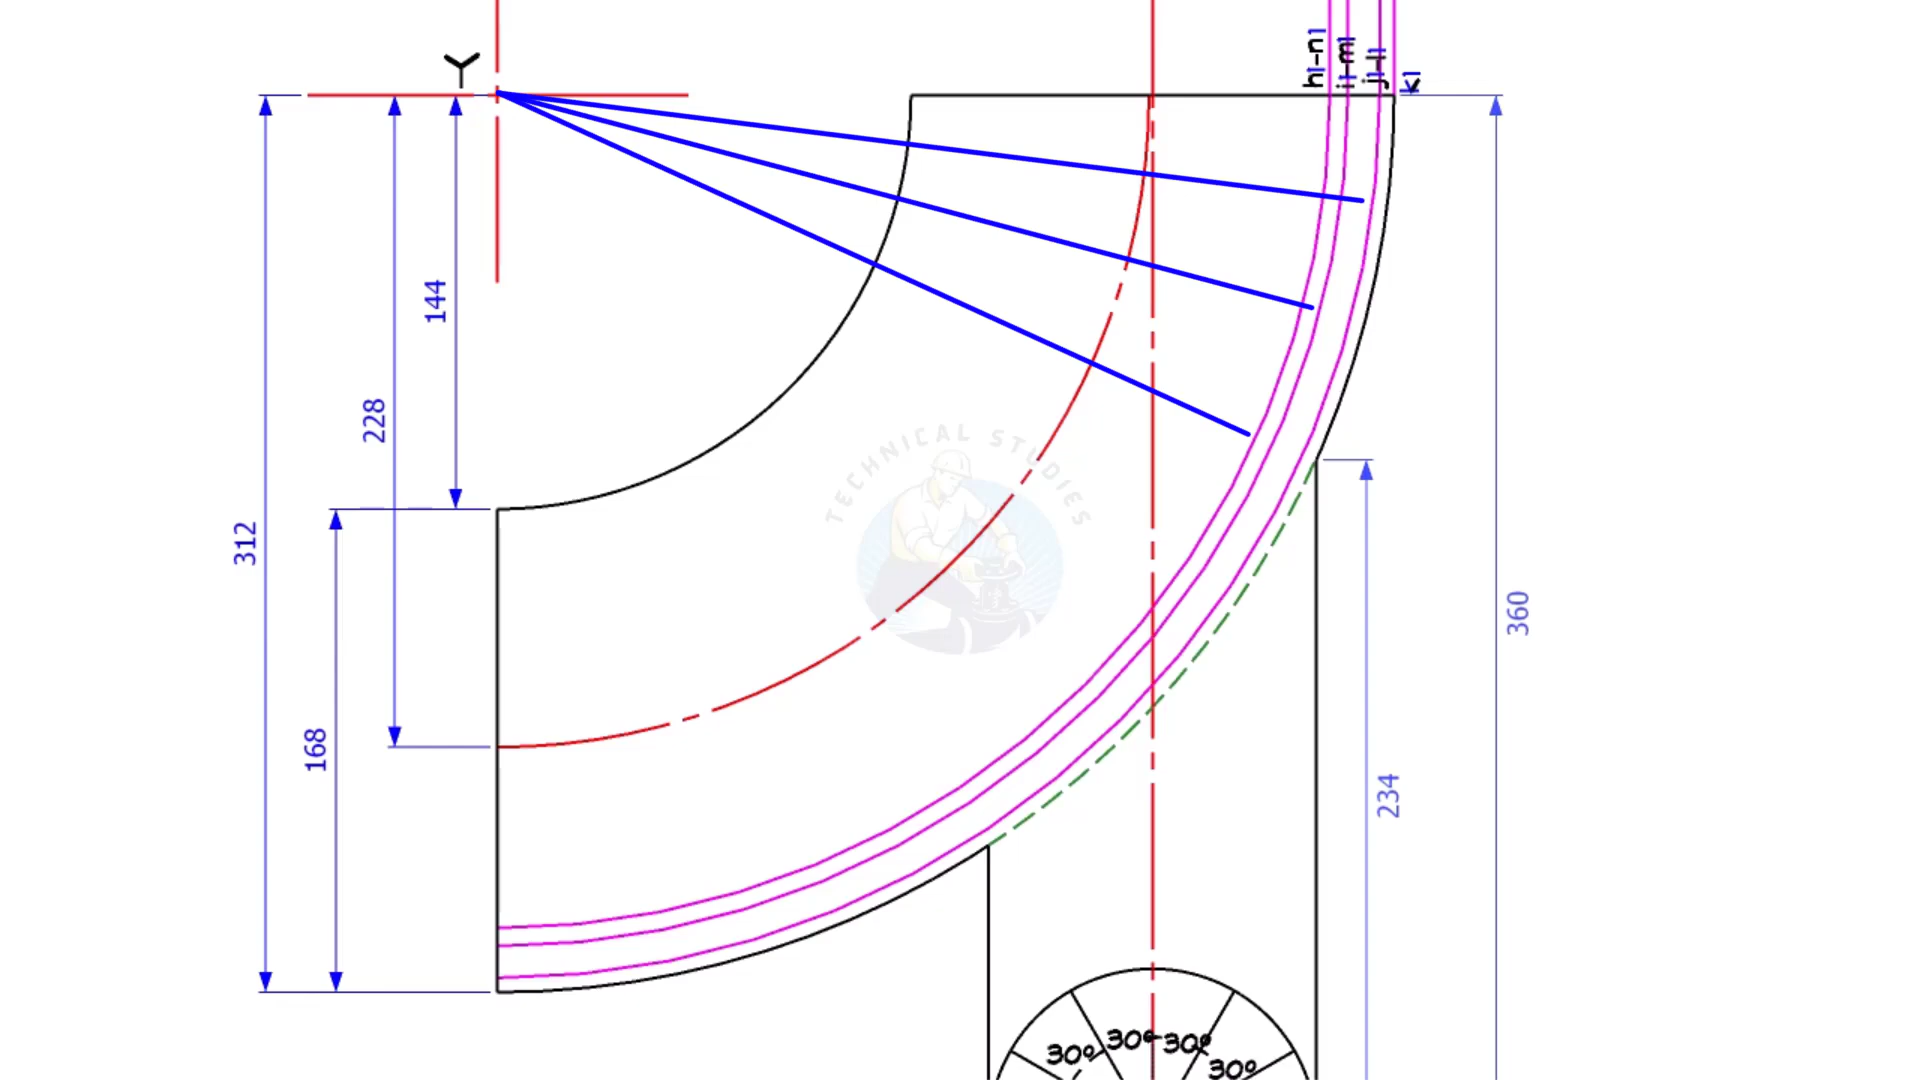 Y
h1-n1
i1-m1
j1-l1
k1
144
228
312
168
360
234
TECHNICAL STUDIES
30° 30° 30° 30°